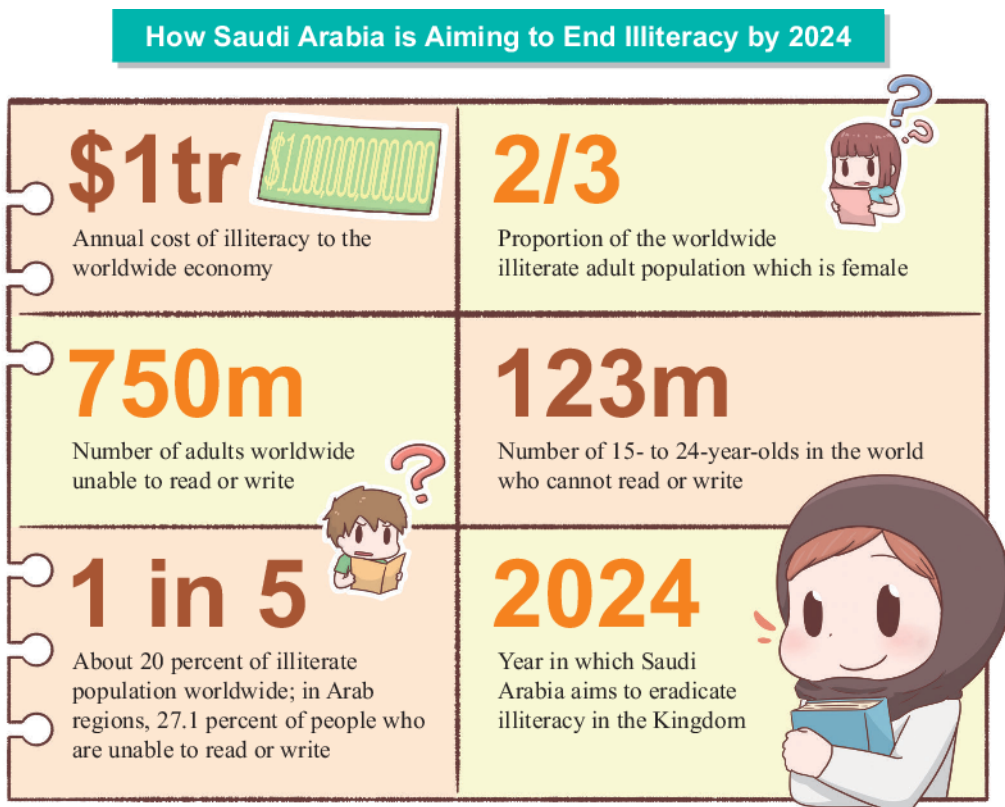 How Saudi Arabia is Aiming to End Illiteracy by 2024
$1tr
$1,000,000,000,000
Annual cost of illiteracy to the
worldwide economy
2/3
Proportion of the worldwide
illiterate adult population which is female
750m
Number of adults worldwide
unable to read or write
123m
Number of 15- to 24-year-olds in the world
who cannot read or write
1 in 5
About 20 percent of illiterate
population worldwide; in Arab
regions, 27.1 percent of people who
are unable to read or write
2024
Year in which Saudi
Arabia aims to eradicate
illiteracy in the Kingdom